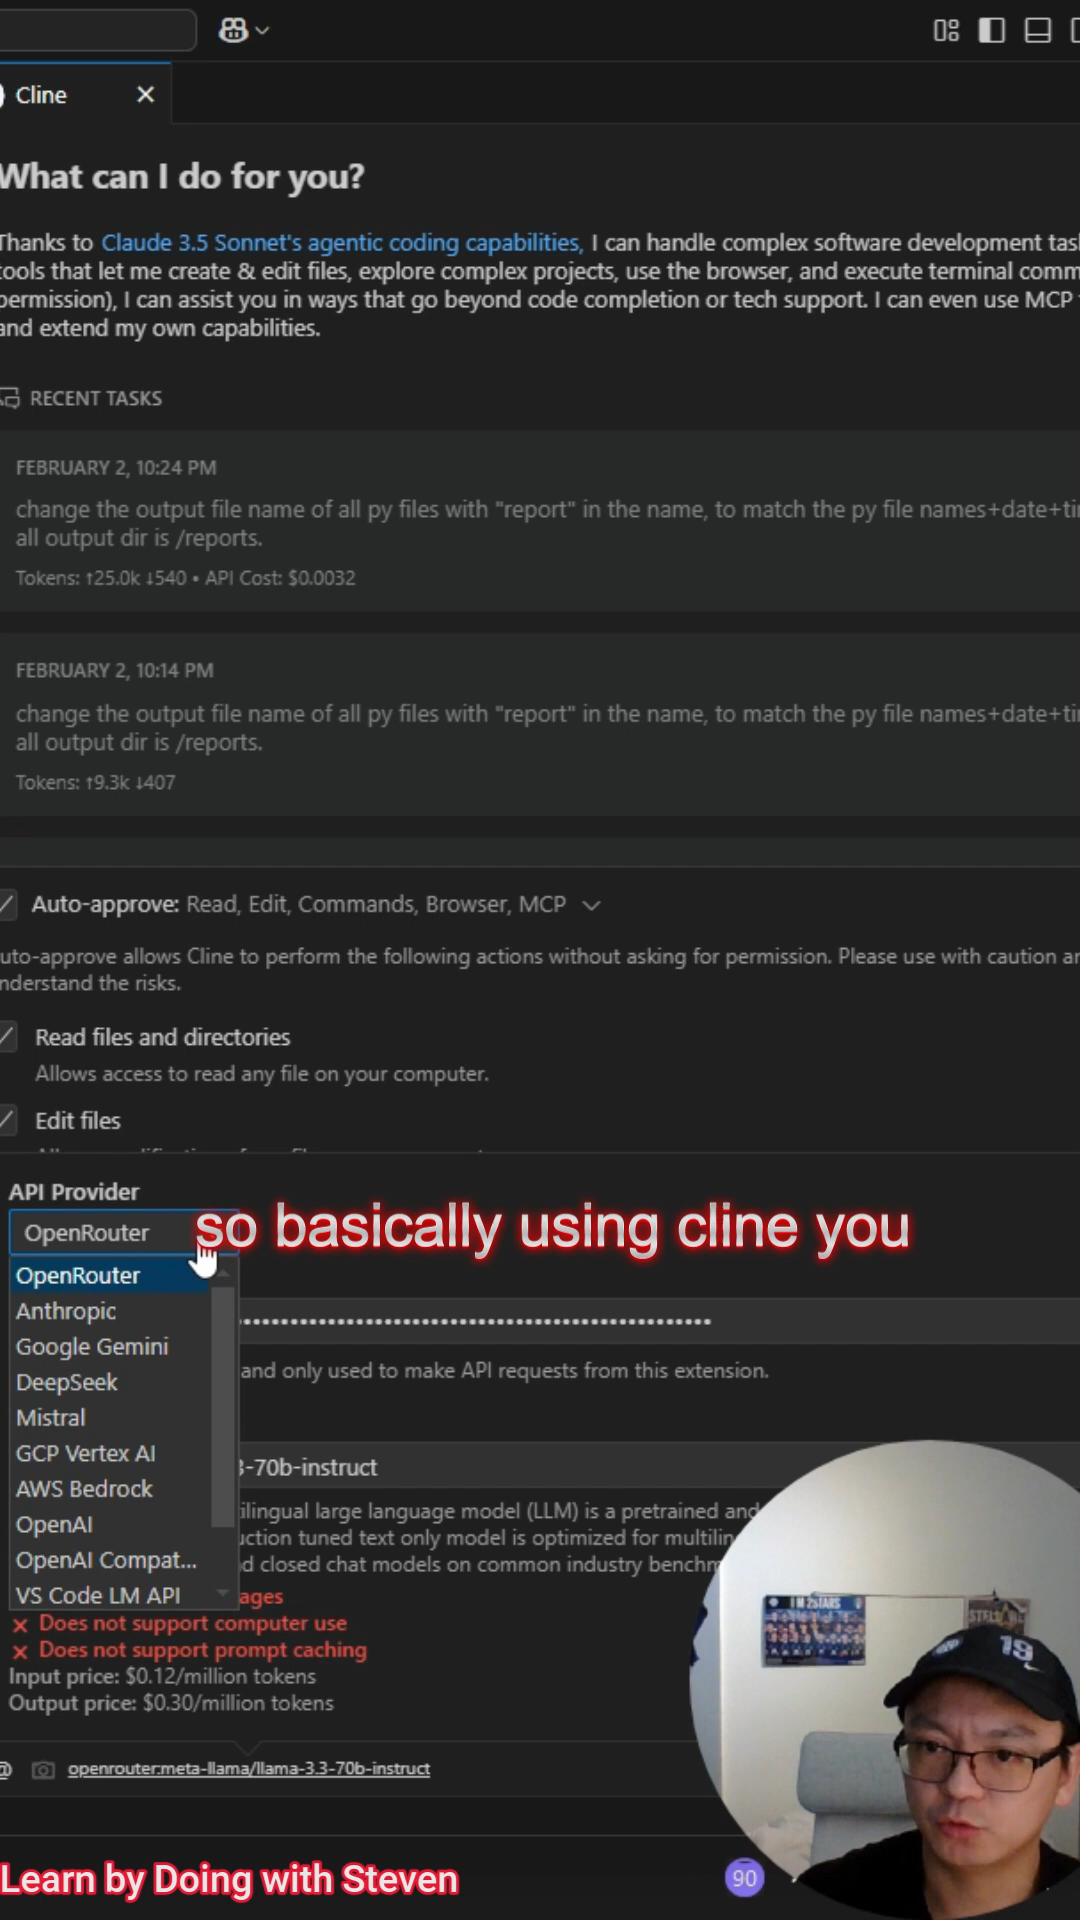 Cline
What can I do for you?
Thanks to Claude 3.5 Sonnet's agentic coding capabilities, I can handle complex software development
tools that let me create & edit files, explore complex projects, use the browser, and execute terminal
permission), I can assist you in ways that go beyond code completion or tech support. I can even use MCP
and extend my own capabilities.
RECENT TASKS
FEBRUARY 2, 10:24 PM
change the output file name of all py files with "report" in the name, to match the py file names+date+
all output dir is /reports.
Tokens: ↑25.0k ↓540 • API Cost: $0.0032
FEBRUARY 2, 10:14 PM
change the output file name of all py files with "report" in the name, to match the py file names+date+
all output dir is /reports.
Tokens: ↑9.3k ↓407
Auto-approve: Read, Edit, Commands, Browser, MCP
uto-approve allows Cline to perform the following actions without asking for permission. Please use with caution
nderstand the risks.
Read files and directories
Allows access to read any file on your computer.
Edit files
API Provider
OpenRouter
so basically using cline you
OpenRouter
Anthropic
Google Gemini
DeepSeek
Mistral
GCP Vertex AI
AWS Bedrock
OpenAI
OpenAI Compat...
VS Code LM API
and only used to make API requests from this extension.
3-70b-instruct
tilingual large language model (LLM) is a pretrained and
uction tuned text only model is optimized for multilin
d closed chat models on common industry benchm
ages
Does not support computer use
Does not support prompt caching
Input price: $0.12/million tokens
Output price: $0.30/million tokens
@ openrouter:meta-llama/llama-3.3-70b-instruct
19
Learn by Doing with Steven
90